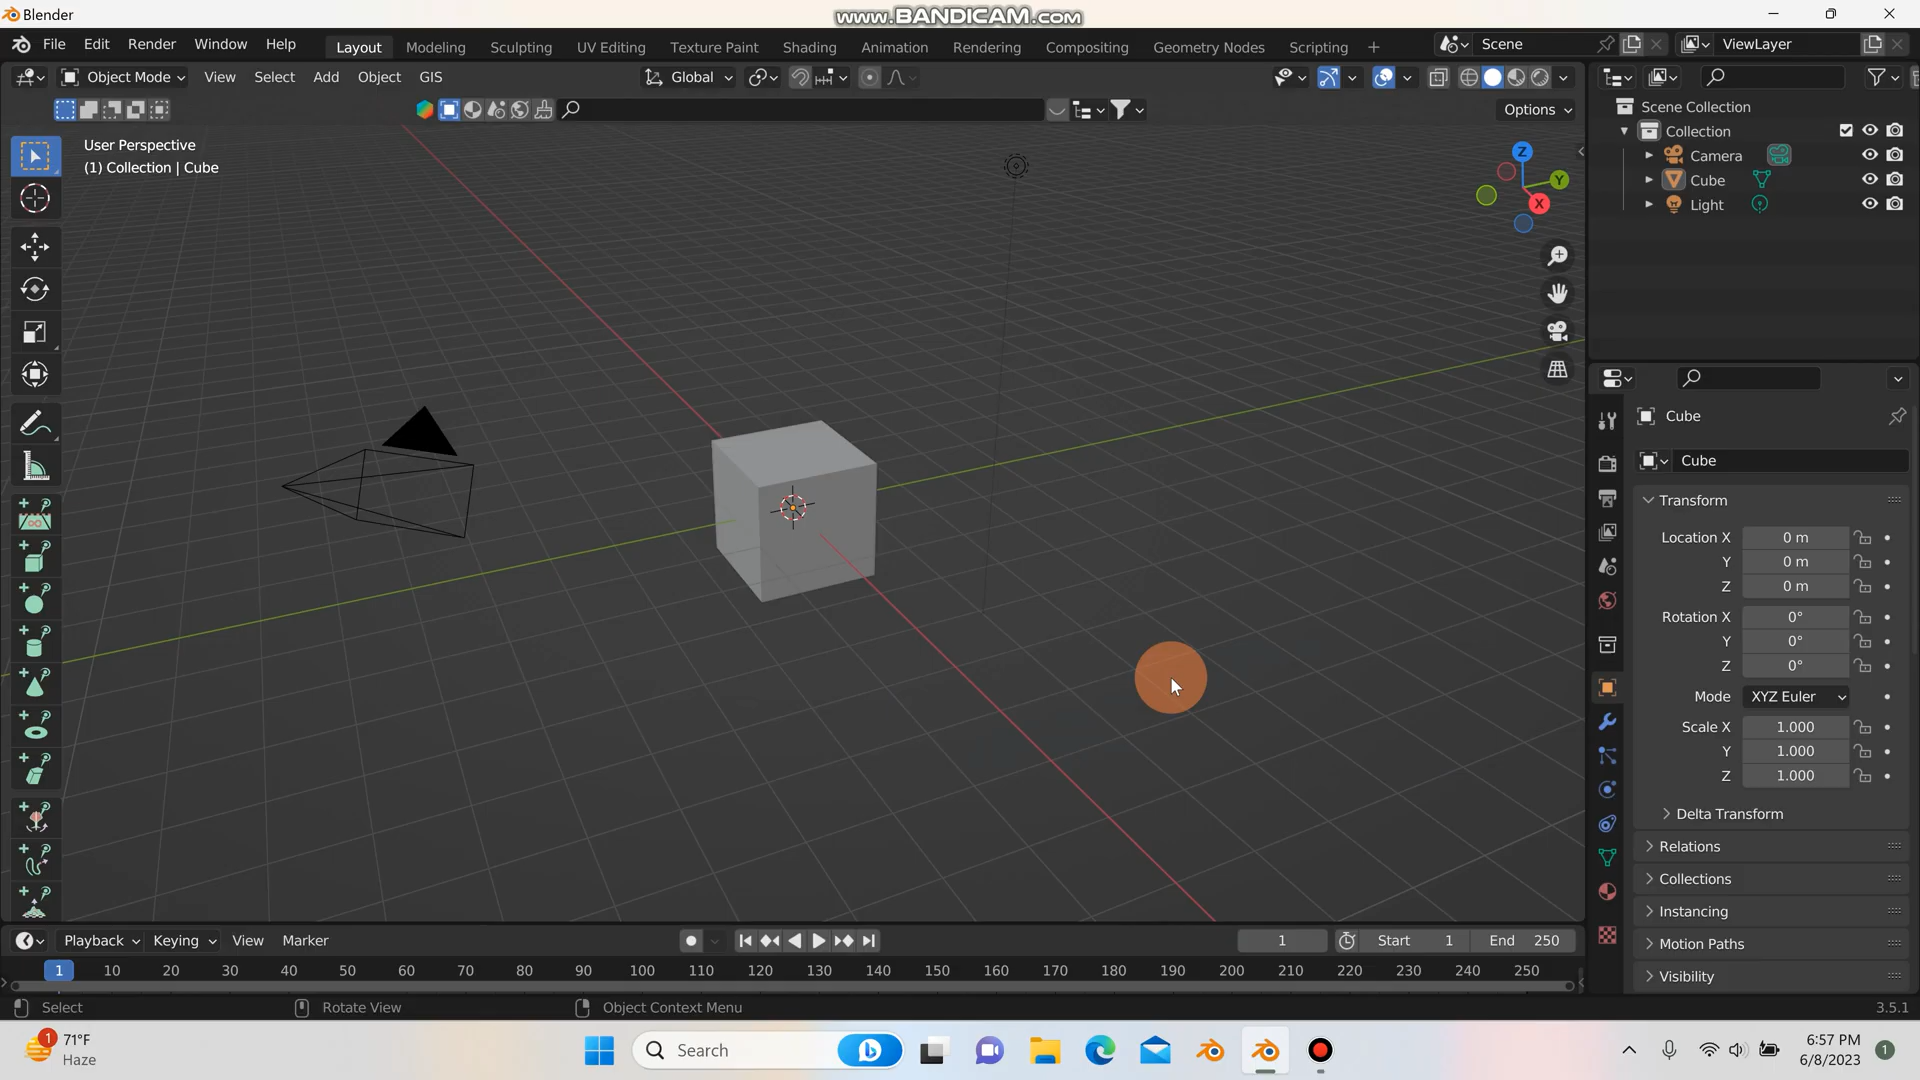 Blender
www.BANDICAM.com
File Edit Render Window Help
Layout Modeling Sculpting UV Editing Texture Paint Shading Animation Rendering Compositing Geometry Nodes Scripting +
Scene
ViewLayer
Object Mode View Select Add Object GIS
Global
Options
User Perspective
(1) Collection | Cube
Z
Y
X
Scene Collection
Collection
Camera
Cube
Light
Cube
Cube
Transform
Location X 0 m
Y 0 m
Z 0 m
Rotation X 0°
Y 0°
Z 0°
Mode XYZ Euler
Scale X 1.000
Y 1.000
Z 1.000
Delta Transform
Relations
Collections
Instancing
Motion Paths
Visibility
Playback Keying View Marker
1 Start 1 End 250
1 10 20 30 40 50 60 70 80 90 100 110 120 130 140 150 160 170 180 190 200 210 220 230 240 250
Select Rotate View Object Context Menu 3.5.1
1
71°F
Haze
Search
6:57 PM
6/8/2023
1